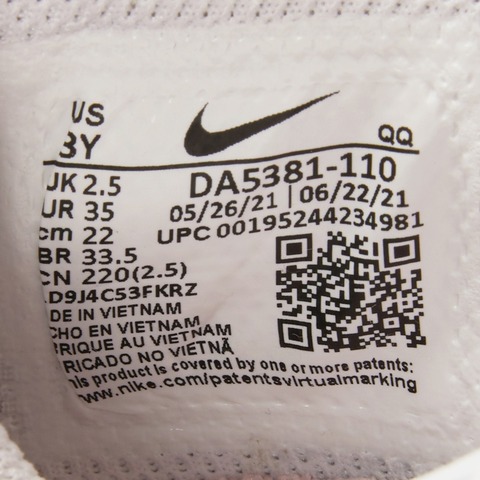 US
3Y
QQ
UK 2.5
UR 35
cm 22
BR 33.5
CN 220(2.5)
DA5381-110
05/26/21 | 06/22/21
UPC 00195244234981
.D9J4C53FKRZ
DE IN VIETNAM
CHO EN VIETNAM
FRIQUE AU VIETNAM
RICADO NO VIETNÃ
This product is covered by one or more patents:
www.nike.com/patentsvirtualmarking